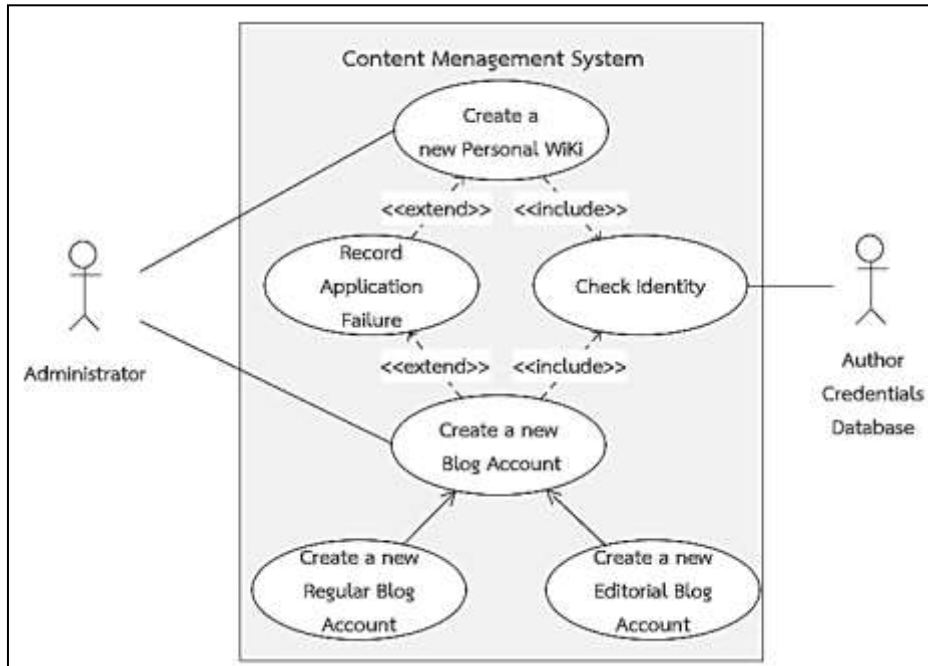 Content Menagement System
Create a
new Personal WiKi
<<extend>>
<<include>>
Record
Application
Failure
Check Identity
Administrator
Author
Credentials
Database
<<extend>>
<<include>>
Create a new
Blog Account
Create a new
Regular Blog
Account
Create a new
Editorial Blog
Account